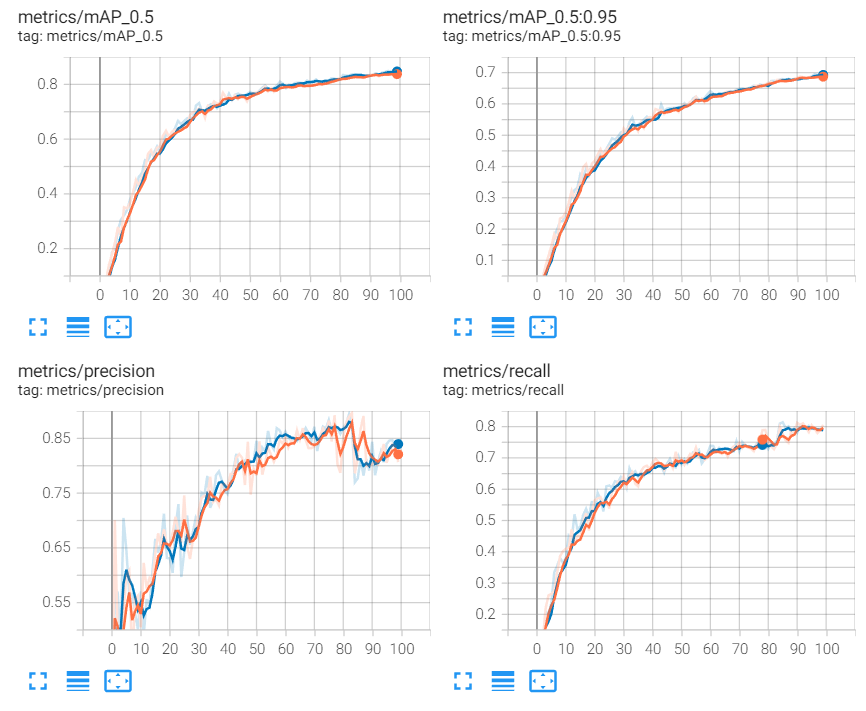 metrics/mAP_0.5
tag: metrics/mAP_0.5
0.8
0.6
0.4
0.2
0 10 20 30 40 50 60 70 80 90 100
metrics/mAP_0.5:0.95
tag: metrics/mAP_0.5:0.95
0.7
0.6
0.5
0.4
0.3
0.2
0.1
0 10 20 30 40 50 60 70 80 90 100
metrics/precision
tag: metrics/precision
0.85
0.75
0.65
0.55
0 10 20 30 40 50 60 70 80 90 100
metrics/recall
tag: metrics/recall
0.8
0.7
0.6
0.5
0.4
0.3
0.2
0 10 20 30 40 50 60 70 80 90 100